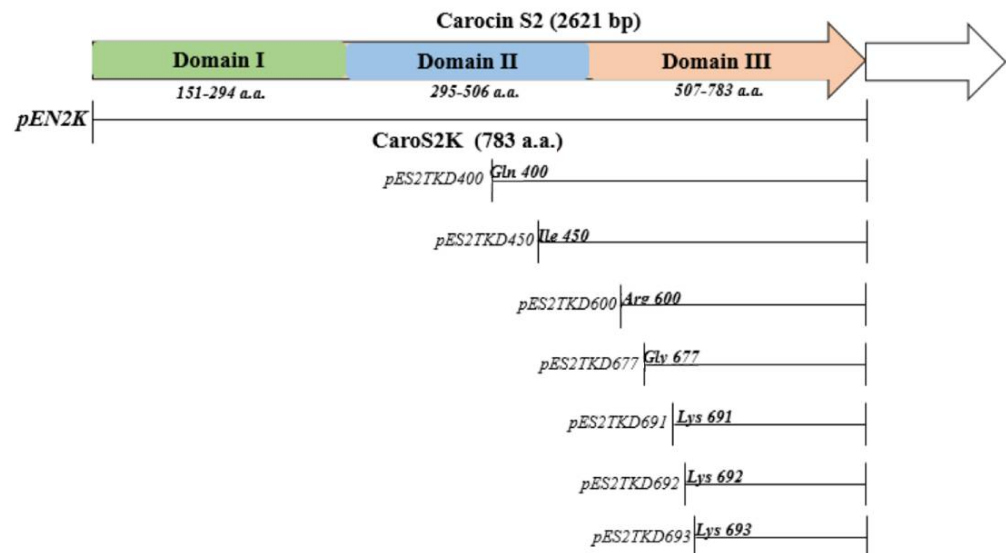 Carocin S2 (2621 bp)
Domain I Domain II Domain III
151-294 a.a. 295-506 a.a. 507-783 a.a.
pEN2K
CaroS2K (783 a.a.)
pES2TKD400 Gln 400
pES2TKD450 Ile 450
pES2TKD600 Arg 600
pES2TKD677 Gly 677
pES2TKD691 Lys 691
pES2TKD692 Lys 692
pES2TKD693 Lys 693